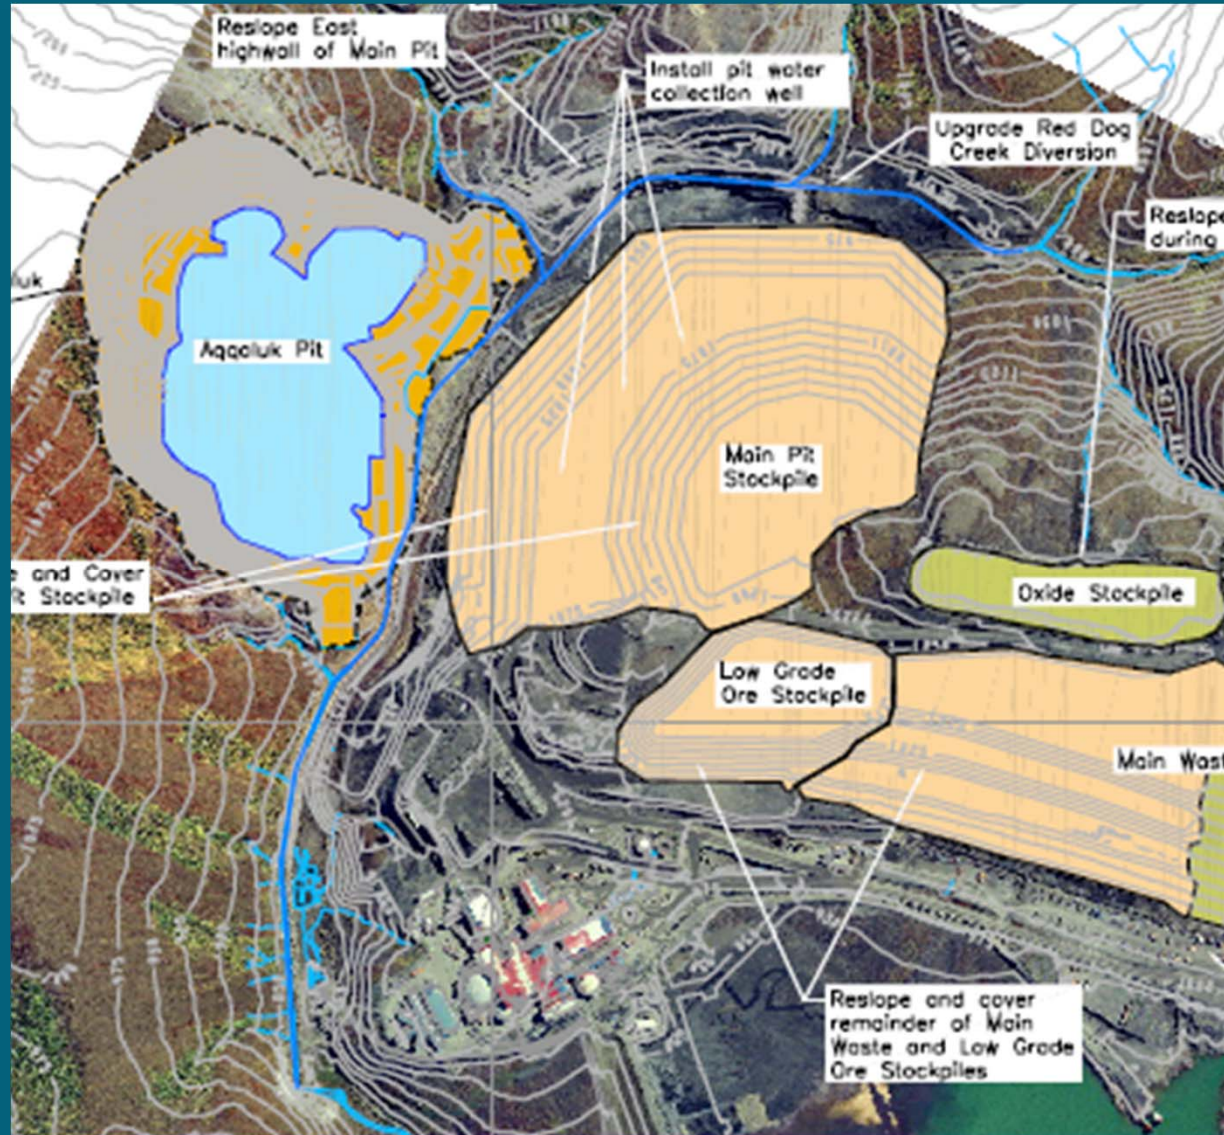 Reslope East
highwall of Main Pit
Install pit water
collection well
Upgrade Red Dog
Creek Diversion
Reslope
during
luk
Aqqaluk Pit
Main Pit
Stockpile
e and Cover
it Stockpile
Oxide Stockpile
Low Grade
Ore Stockpile
Main Wast
Reslope and cover
remainder of Main
Waste and Low Grade
Ore Stockpiles